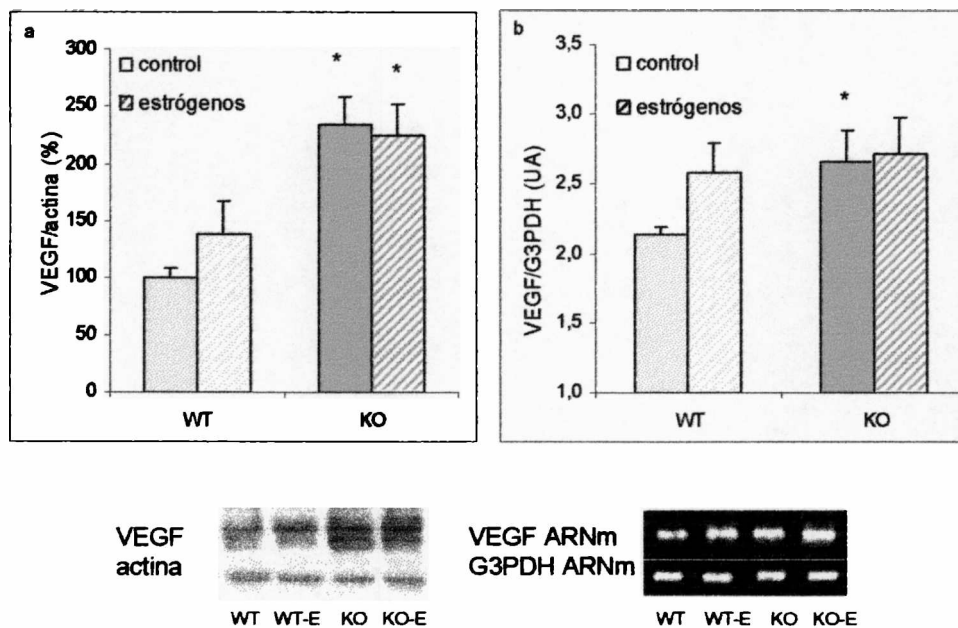 a
300
250
200
150
100
50
0
VEGF/actina (%)
control
estrógenos
*
*
WT
KO
b
3,5
3,0
2,5
2,0
1,5
1,0
VEGF/G3PDH (UA)
control
estrógenos
*
WT
KO
VEGF
actina
WT WT-E KO KO-E
VEGF ARNm
G3PDH ARNm
WT WT-E KO KO-E